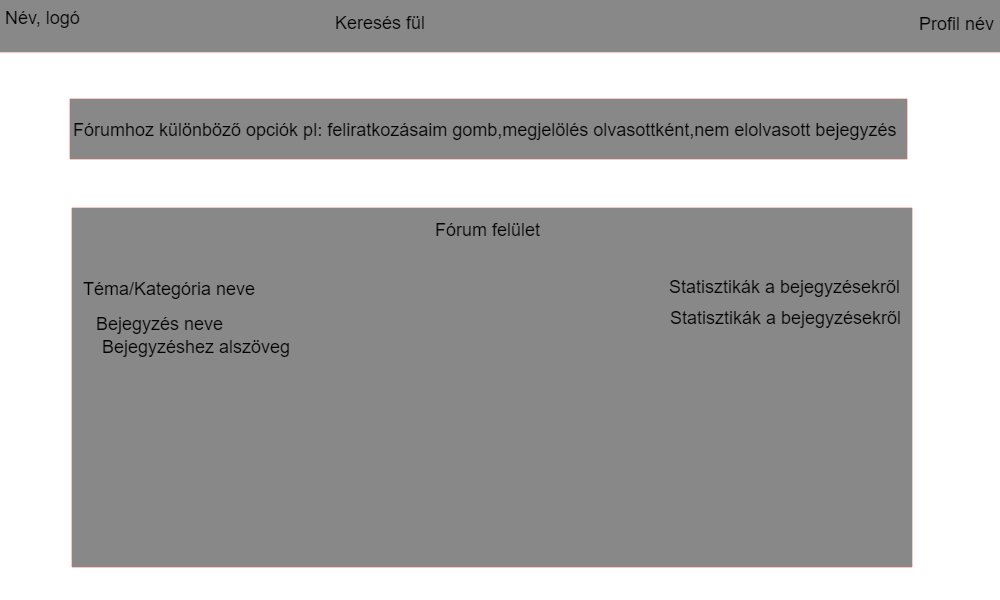 Név, logó
Keresés fül
Profil név
Fórumhoz különböző opciók pl: feliratkozásaim gomb,megjelölés olvasottként,nem elolvasott bejegyzés
Fórum felület
Téma/Kategória neve
Statisztikák a bejegyzésekről
Bejegyzés neve
Statisztikák a bejegyzésekről
Bejegyzéshez alszöveg